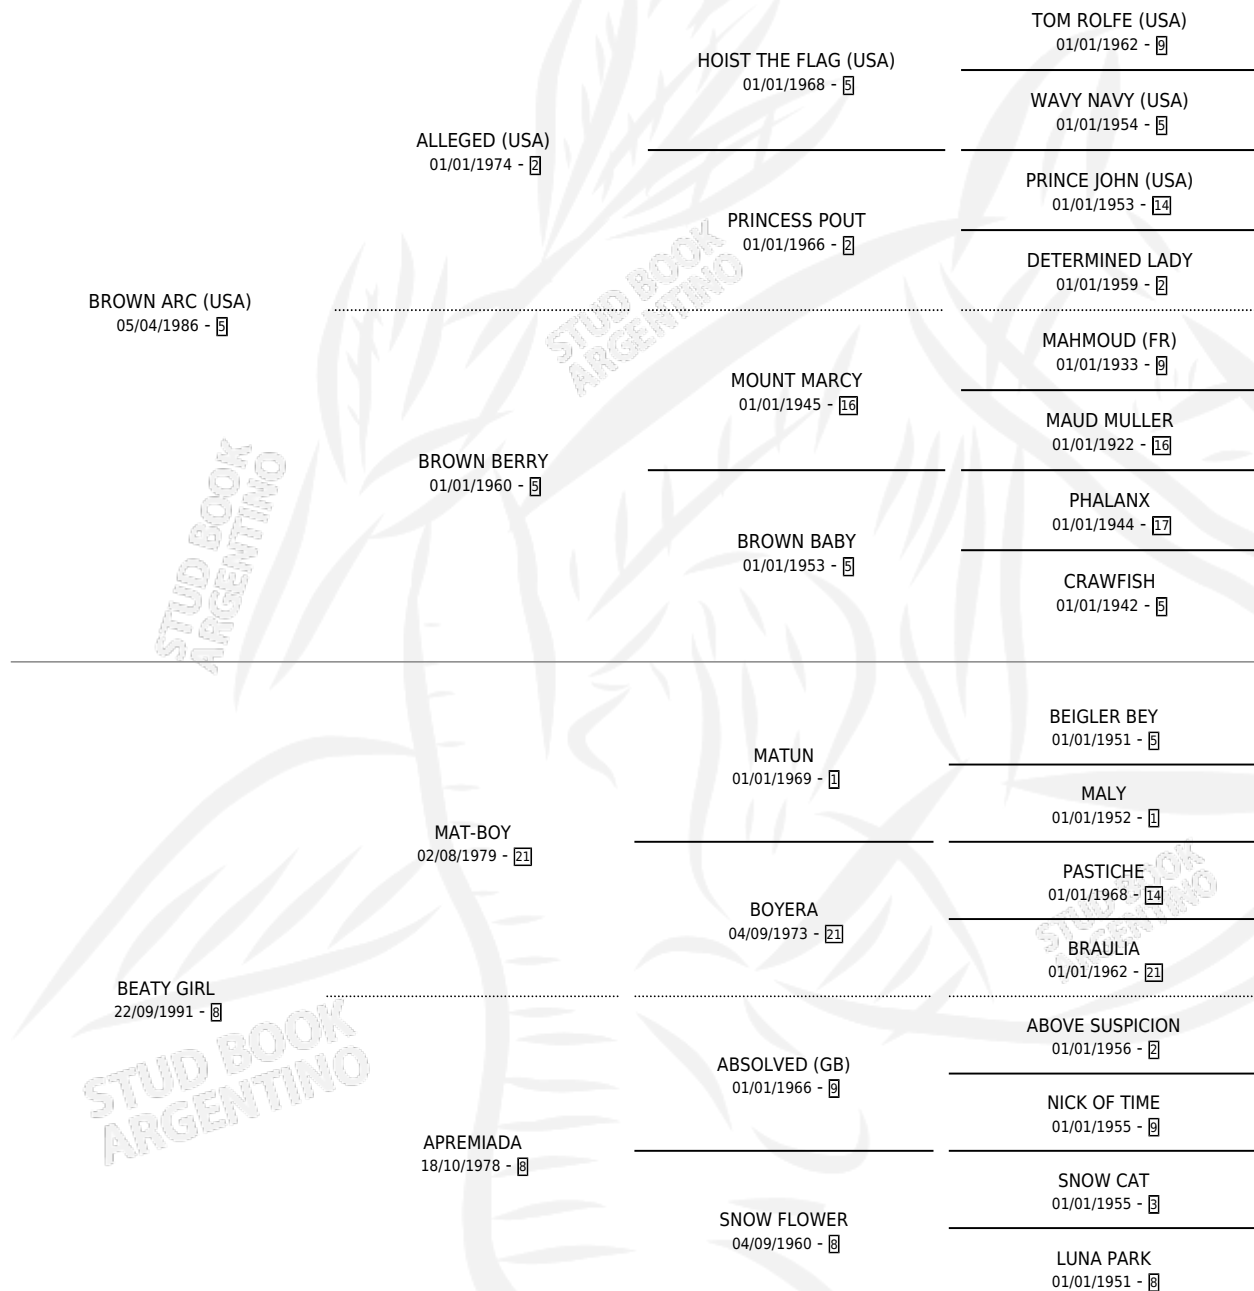 TOM ROLFE (USA)
01/01/1962 - 9
HOIST THE FLAG (USA)
01/01/1968 - 5
WAVY NAVY (USA)
01/01/1954 - 5
ALLEGED (USA)
01/01/1974 - 2
PRINCE JOHN (USA)
01/01/1953 - 14
PRINCESS POUT
01/01/1966 - 2
DETERMINED LADY
01/01/1959 - 2
BROWN ARC (USA)
05/04/1986 - 5
MAHMOUD (FR)
01/01/1933 - 9
MOUNT MARCY
01/01/1945 - 16
MAUD MULLER
01/01/1922 - 16
BROWN BERRY
01/01/1960 - 5
PHALANX
01/01/1944 - 17
BROWN BABY
01/01/1953 - 5
CRAWFISH
01/01/1942 - 5
BEIGLER BEY
01/01/1951 - 5
MATUN
01/01/1969 - 1
MALY
01/01/1952 - 1
MAT-BOY
02/08/1979 - 21
PASTICHE
01/01/1968 - 14
BOYERA
04/09/1973 - 21
BRAULIA
01/01/1962 - 21
BEATY GIRL
22/09/1991 - 8
ABOVE SUSPICION
01/01/1956 - 2
ABSOLVED (GB)
01/01/1966 - 9
NICK OF TIME
01/01/1955 - 9
APREMIADA
18/10/1978 - 8
SNOW CAT
01/01/1955 - 3
SNOW FLOWER
04/09/1960 - 8
LUNA PARK
01/01/1951 - 8
STUD BOOK
ARGENTINO
STUD BOOK
ARGENTINO
STUD BOOK
ARGENTINO
STUD BOOK
ARGENTINO